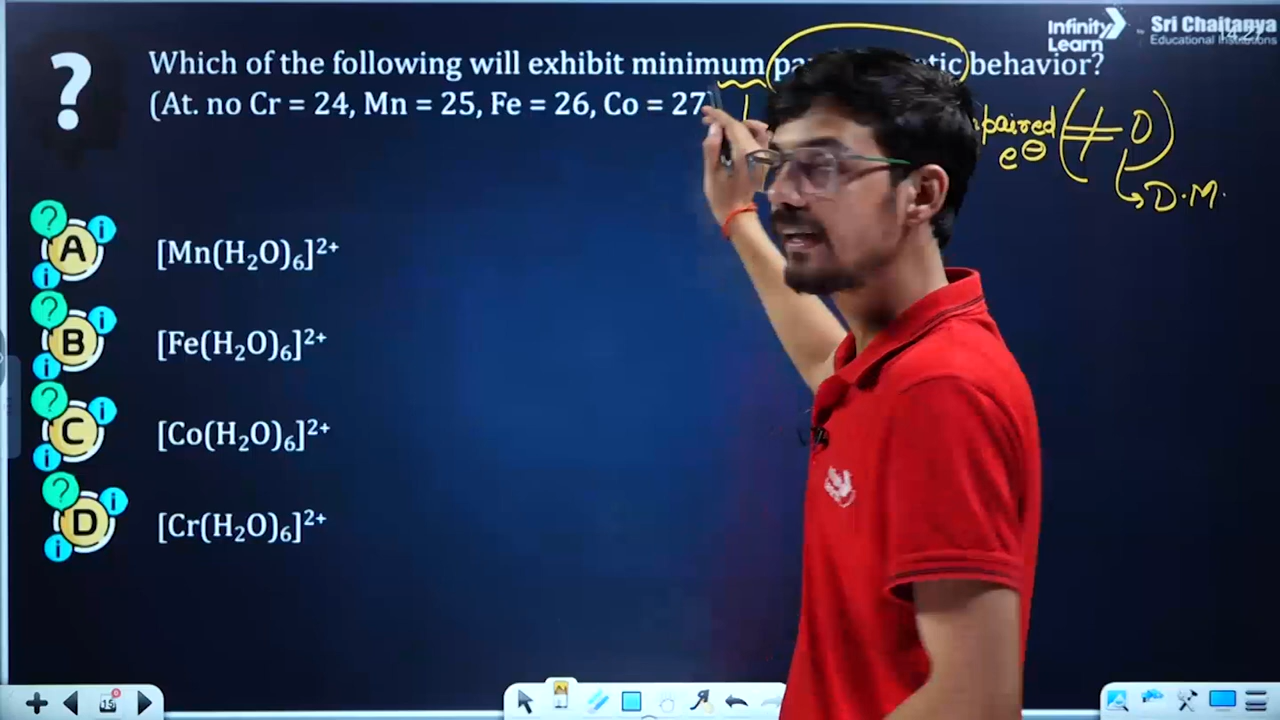 Infinity Learn
Sri Chaitanya
Educational Institutions
?
Which of the following will exhibit minimum behavior?
(At. no Cr = 24, Mn = 25, Fe = 26, Co = 27
paired
e⊖
(≠ 0)
D.M.
A [Mn(H₂O)₆]²⁺
B [Fe(H₂O)₆]²⁺
C [Co(H₂O)₆]²⁺
D [Cr(H₂O)₆]²⁺
15